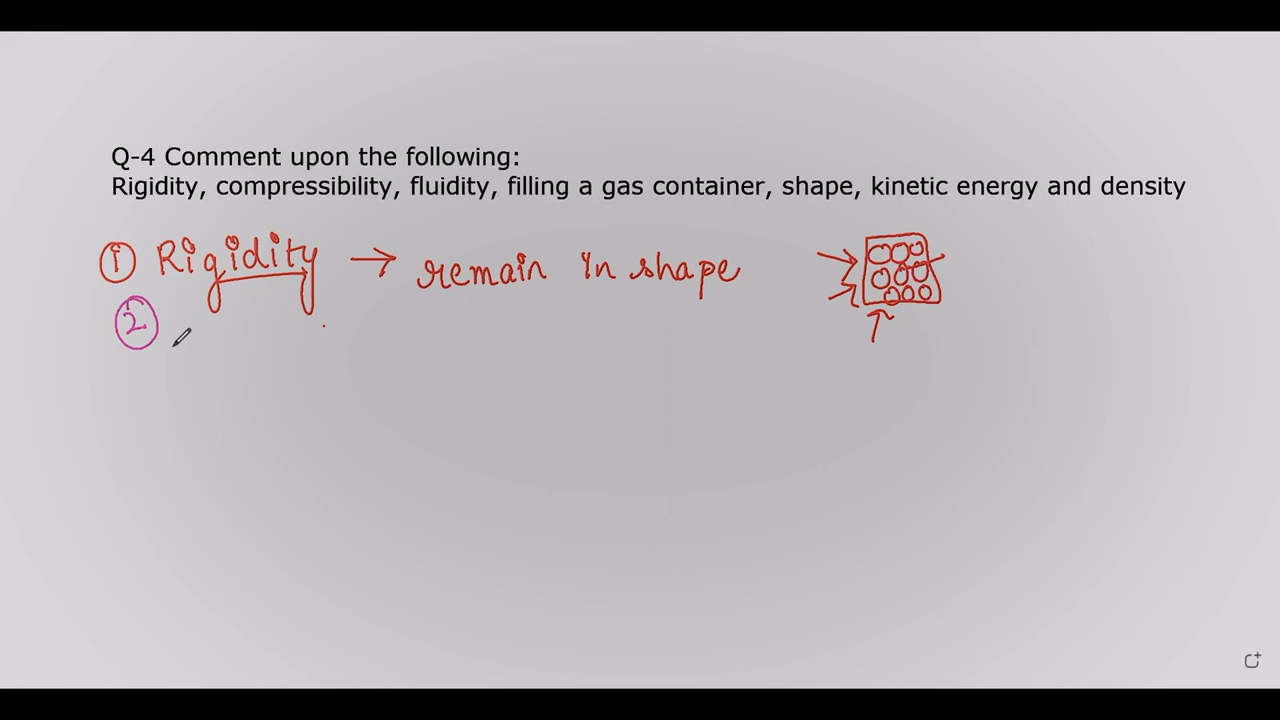 Q-4 Comment upon the following:
Rigidity, compressibility, fluidity, filling a gas container, shape, kinetic energy and density
① Rigidity → remain in shape
②